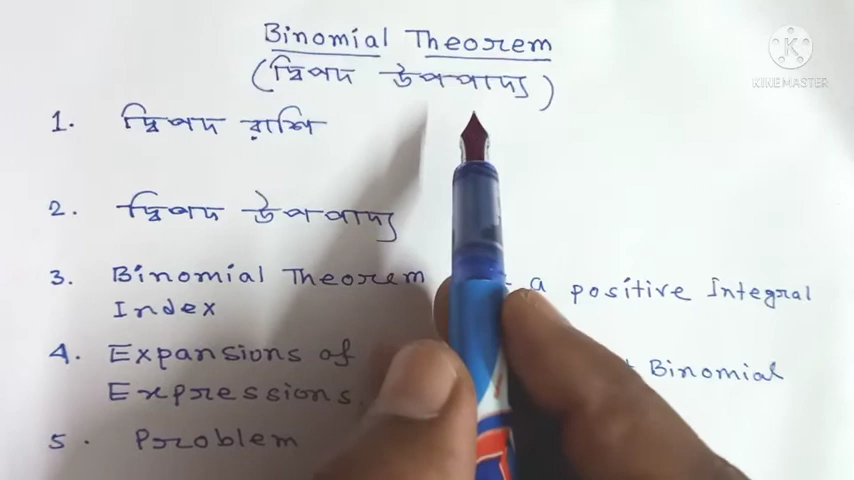 Binomial Theorem
(দ্বিপদ উপপাদ্য)
KINEMASTER
1. দ্বিপদ রাশি
2. দ্বিপদ উপপাদ্য
3. Binomial Theorem a positive Integral
Index
4. Expansions of Binomial
Expressions.
5. Problem